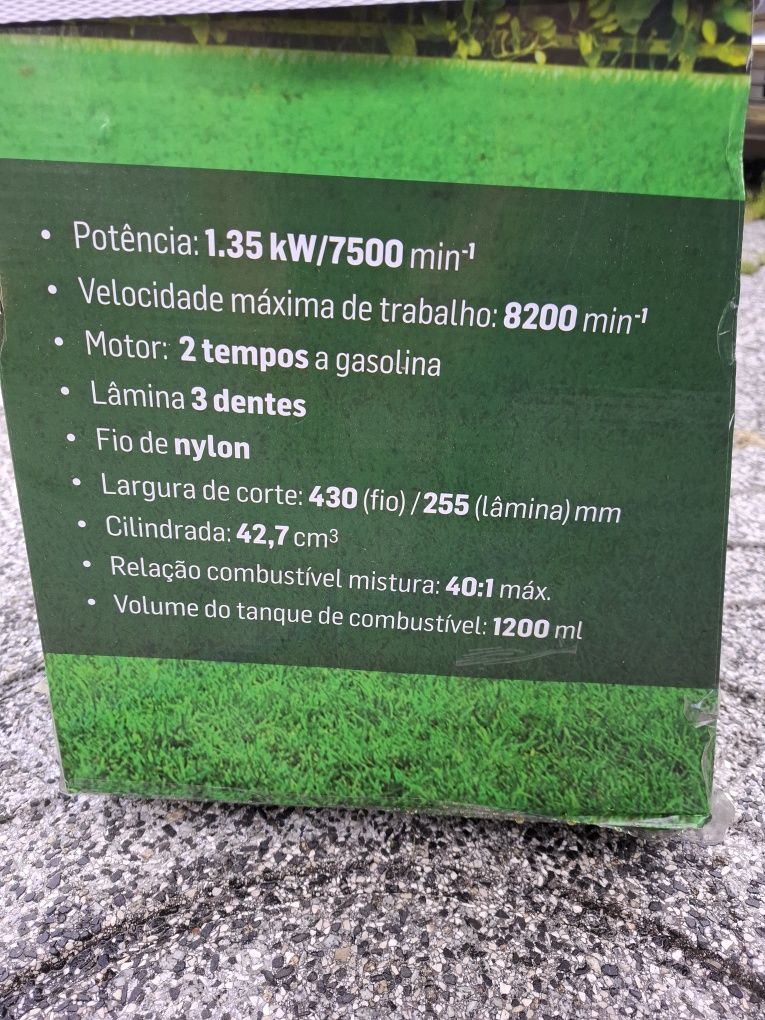 • Potência: 1.35 kW/7500 min⁻¹
• Velocidade máxima de trabalho: 8200 min⁻¹
• Motor: 2 tempos a gasolina
• Lâmina 3 dentes
• Fio de nylon
• Largura de corte: 430 (fio) / 255 (lâmina) mm
• Cilindrada: 42,7 cm³
• Relação combustível mistura: 40:1 máx.
• Volume do tanque de combustível: 1200 ml